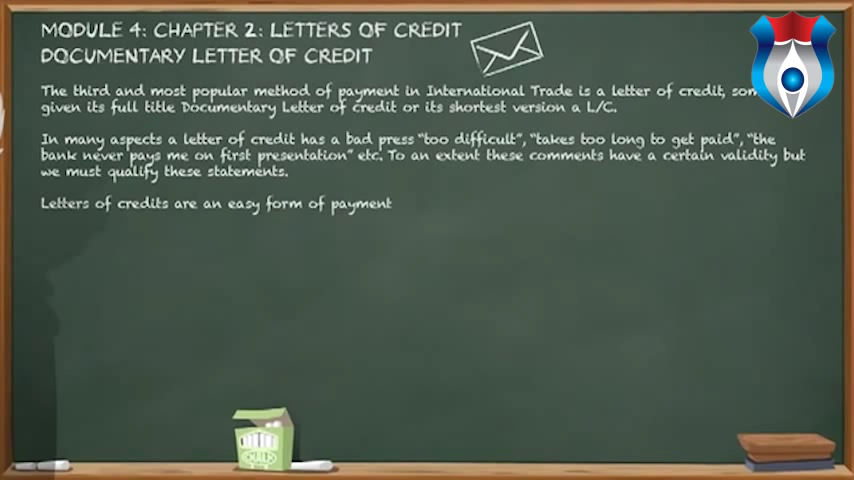 MODULE 4: CHAPTER 2: LETTERS OF CREDIT
DOCUMENTARY LETTER OF CREDIT
The third and most popular method of payment in International Trade is a letter of credit,
given its full title Documentary Letter of credit or its shortest version a L/C.
In many aspects a letter of credit has a bad press "too difficult", "takes too long to get paid", "the
bank never pays me on first presentation" etc. To an extent these comments have a certain validity but
we must qualify these statements.
Letters of credits are an easy form of payment
CHALK